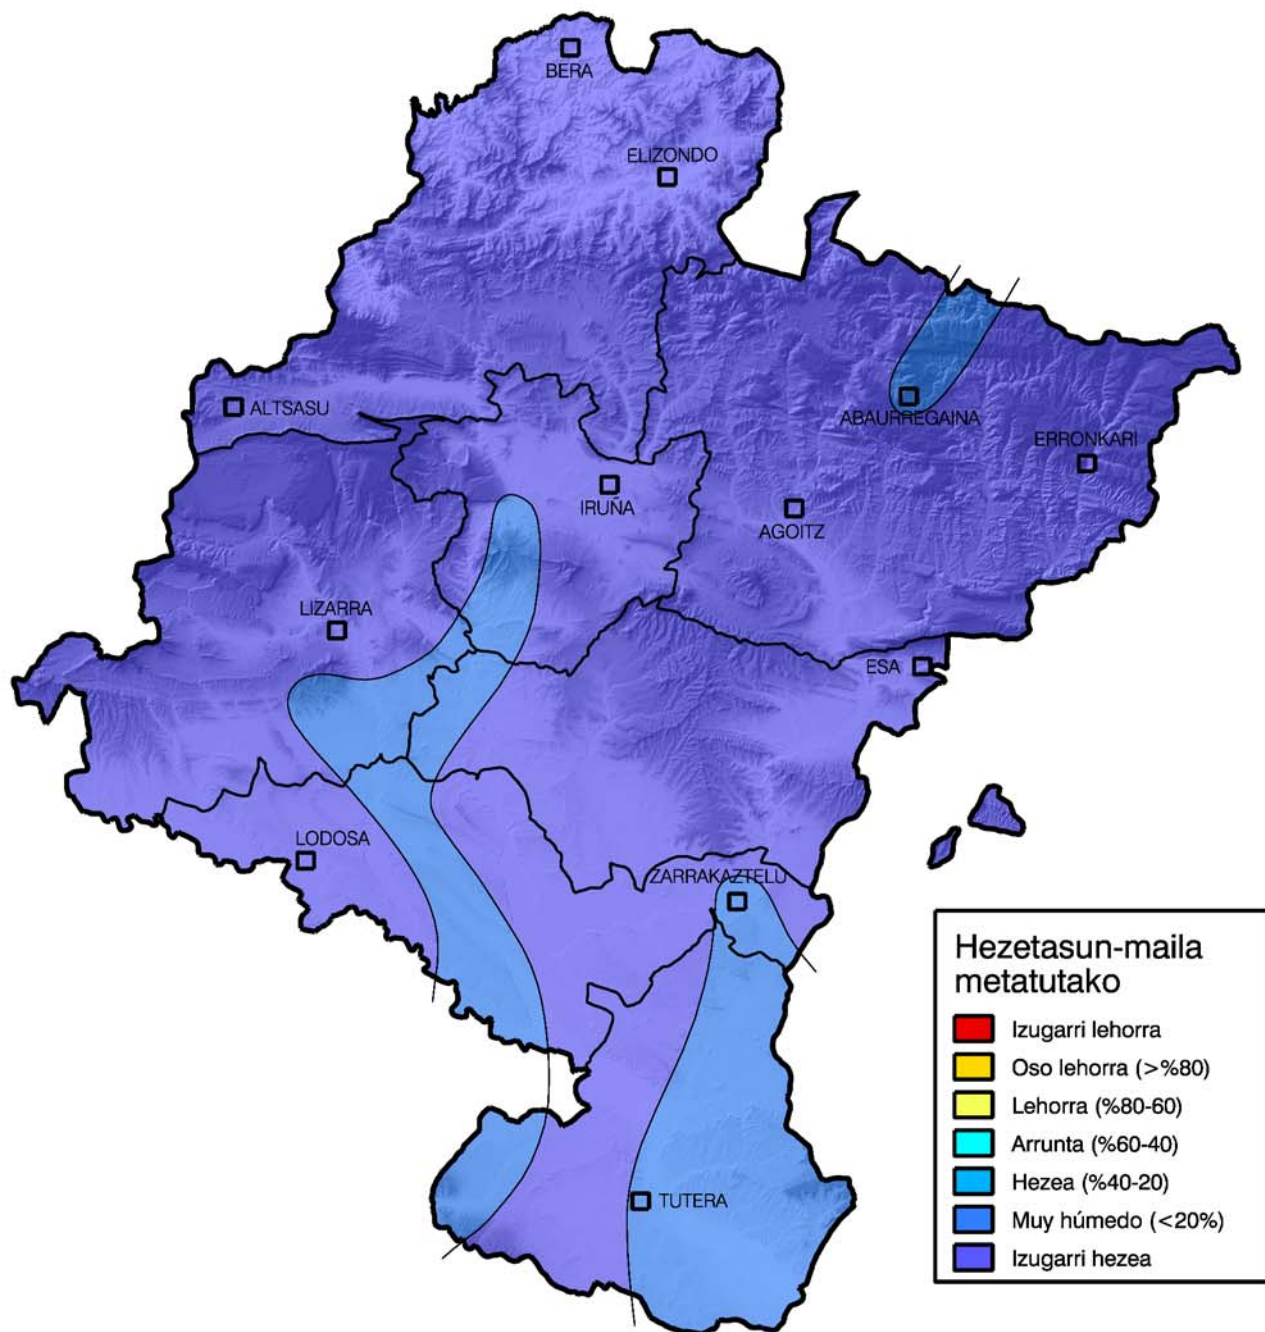 BERA
ELIZONDO
ALTSASU
ABAURREGAINA
ERRONKARI
IRUÑA
AGOITZ
LIZARRA
ESA
LODOSA
ZARRAKAZTELU
TUTERA
Hezetasun-maila
metatutako
Izugarri lehorra
Oso lehorra (>%80)
Lehorra (%80-60)
Arrunta (%60-40)
Hezea (%40-20)
Muy húmedo (<20%)
Izugarri hezea